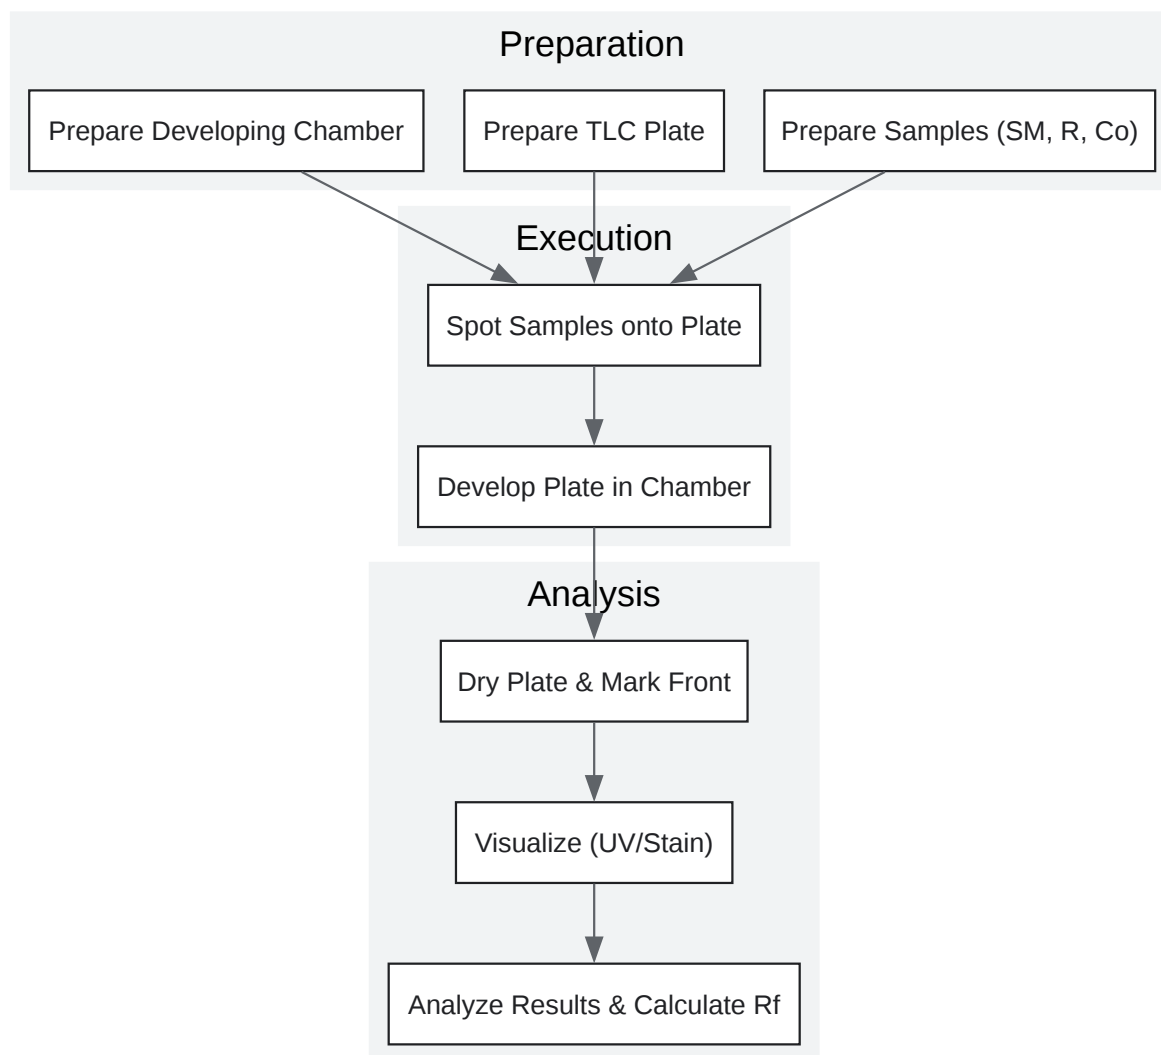 Preparation
Prepare Developing Chamber
Prepare TLC Plate
Prepare Samples (SM, R, Co)
Execution
Spot Samples onto Plate
Develop Plate in Chamber
Analysis
Dry Plate & Mark Front
Visualize (UV/Stain)
Analyze Results & Calculate Rf